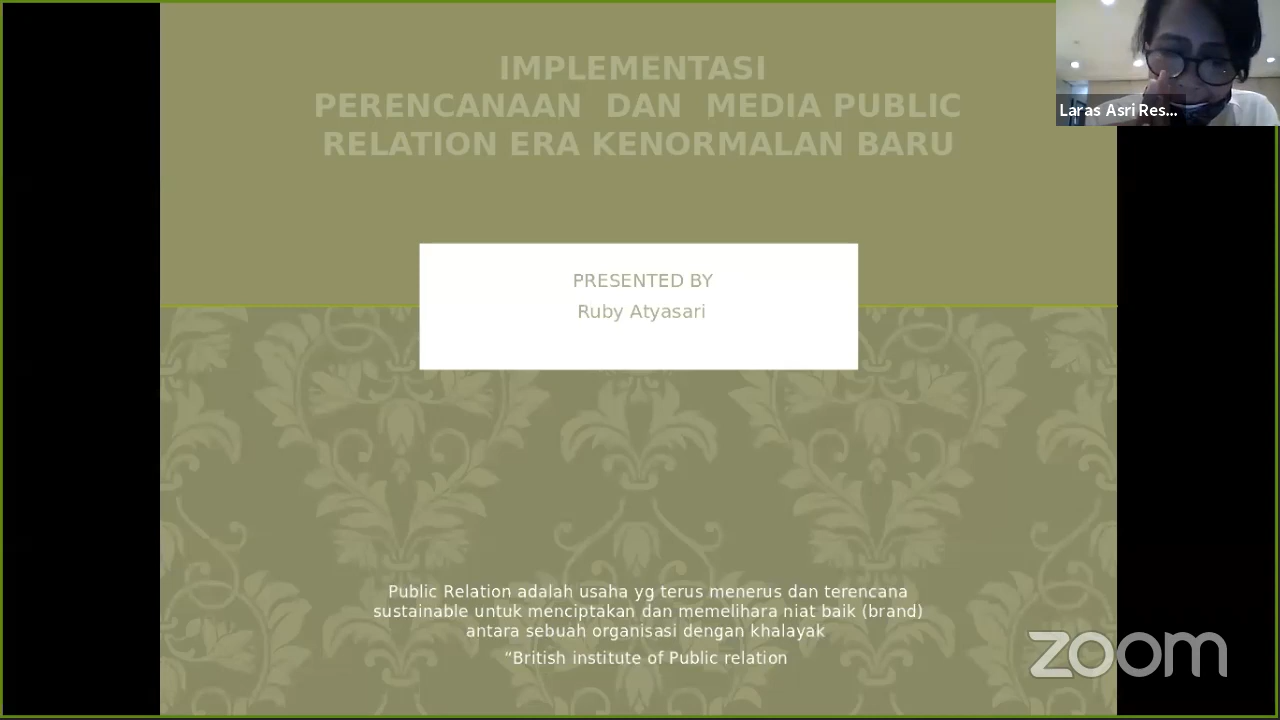 IMPLEMENTASI
PERENCANAAN DAN MEDIA PUBLIC
RELATION ERA KENORMALAN BARU
Laras Asri Res...
PRESENTED BY
Ruby Atyasari
Public Relation adalah usaha yg terus menerus dan terencana
sustainable untuk menciptakan dan memelihara niat baik (brand)
antara sebuah organisasi dengan khalayak
“British institute of Public relation
zoom